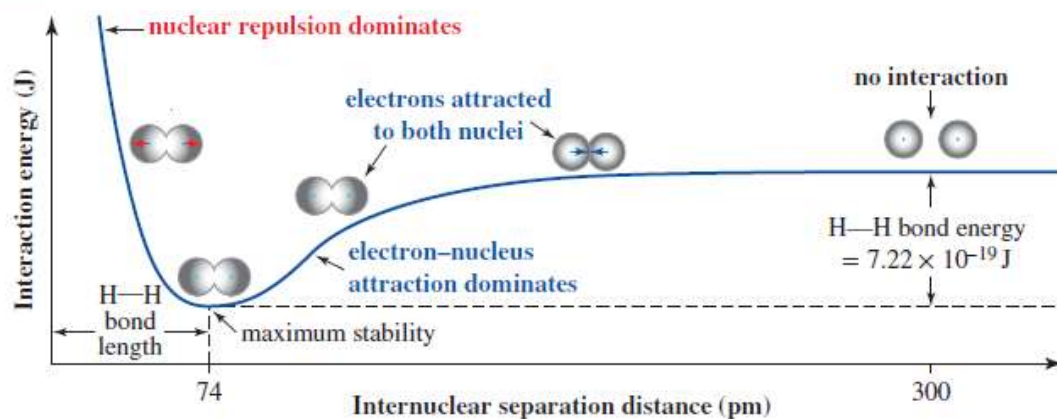 nuclear repulsion dominates
Interaction energy (J)
electrons attracted
to both nuclei
no interaction
electron–nucleus
attraction dominates
H—H bond energy
= 7.22 × 10⁻¹⁹ J
H—H
bond
length
maximum stability
74
300
Internuclear separation distance (pm)